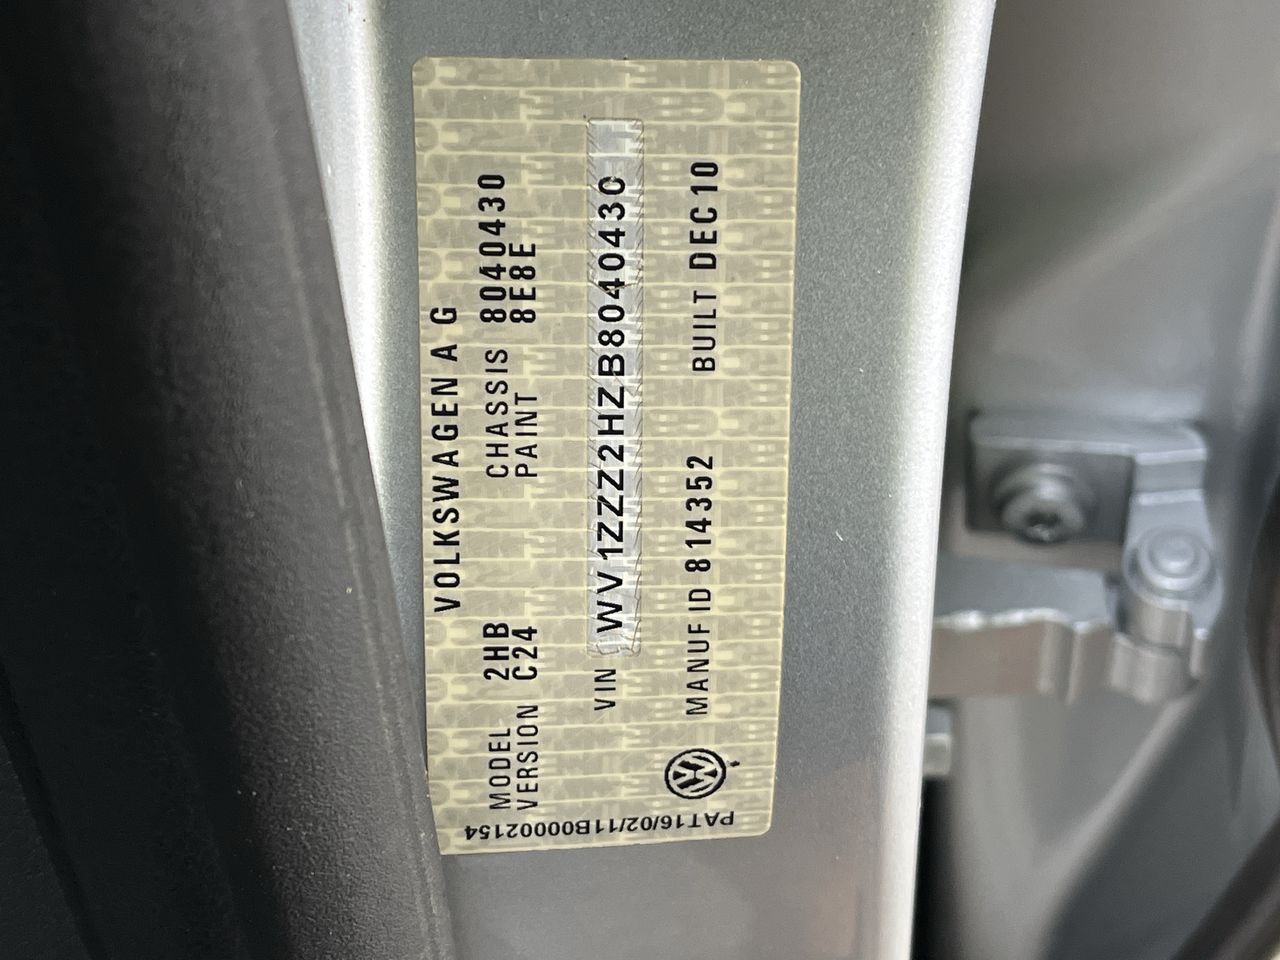 VOLKSWAGEN AG
MODEL 2HB CHASSIS 8040430
VERSION C24 PAINT 8E8E
VIN WV1ZZZ2HZB8040430
MANUF ID 814352 BUILT DEC10
PAT16/02/11B00002154